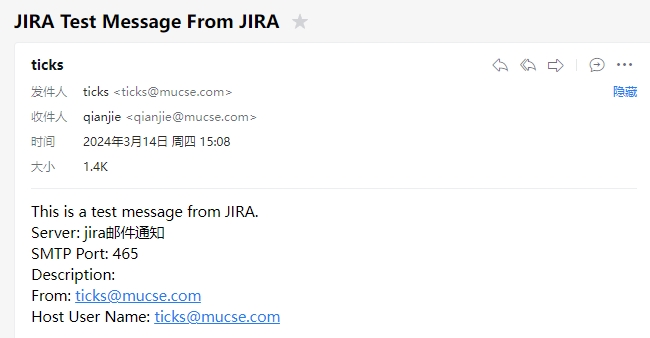 JIRA Test Message From JIRA
ticks
发件人 ticks <ticks@mucse.com> 隐藏
收件人 qianjie <qianjie@mucse.com>
时间 2024年3月14日 周四 15:08
大小 1.4K
This is a test message from JIRA.
Server: jira邮件通知
SMTP Port: 465
Description:
From: ticks@mucse.com
Host User Name: ticks@mucse.com